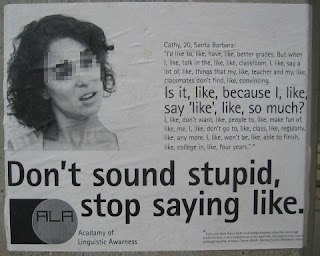 Cathy, 20, Santa Barbara:
"I'd like to, like, have, like, better grades. But when
I, like, talk in the, like, like, classroom, I, like, say a
lot of, like, things that my, like, teacher and my, like,
classmates don't find, like, convincing.
Is it, like, because I, like,
say 'like', like, so much?
I, like, don't want, like, people to, like, make fun of,
like, me. I, like, don't go to, like, class, like, regularly,
like, any more. I, like, won't be, like, able to finish,
like, college in, like, four years." *
Don't sound stupid,
stop saying like.
ALA
Acadamy of
Linguistic Awarness